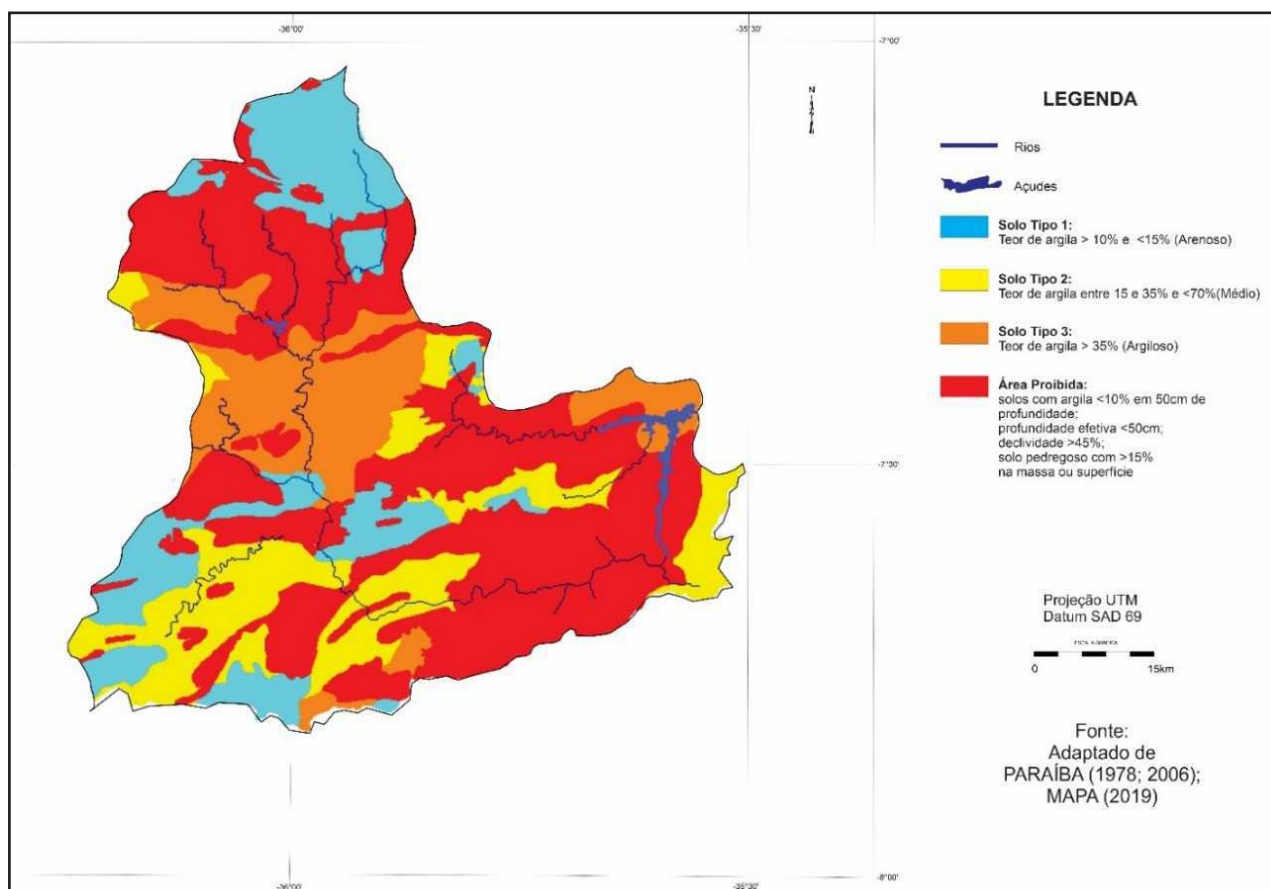 -36°00'
-35°30'
-7°00'
N
LEGENDA
Rios
Açudes
Solo Tipo 1:
Teor de argila > 10% e <15% (Arenoso)
Solo Tipo 2:
Teor de argila entre 15 e 35% e <70%(Médio)
Solo Tipo 3:
Teor de argila > 35% (Argiloso)
Área Proibida:
solos com argila <10% em 50cm de
profundidade;
profundidade efetiva <50cm;
declividade >45%;
solo pedregoso com >15%
na massa ou superfície
-7°30'
Projeção UTM
Datum SAD 69
0 15km
Fonte:
Adaptado de
PARAÍBA (1978; 2006);
MAPA (2019)
-36°00'
-35°30'
-8°00'